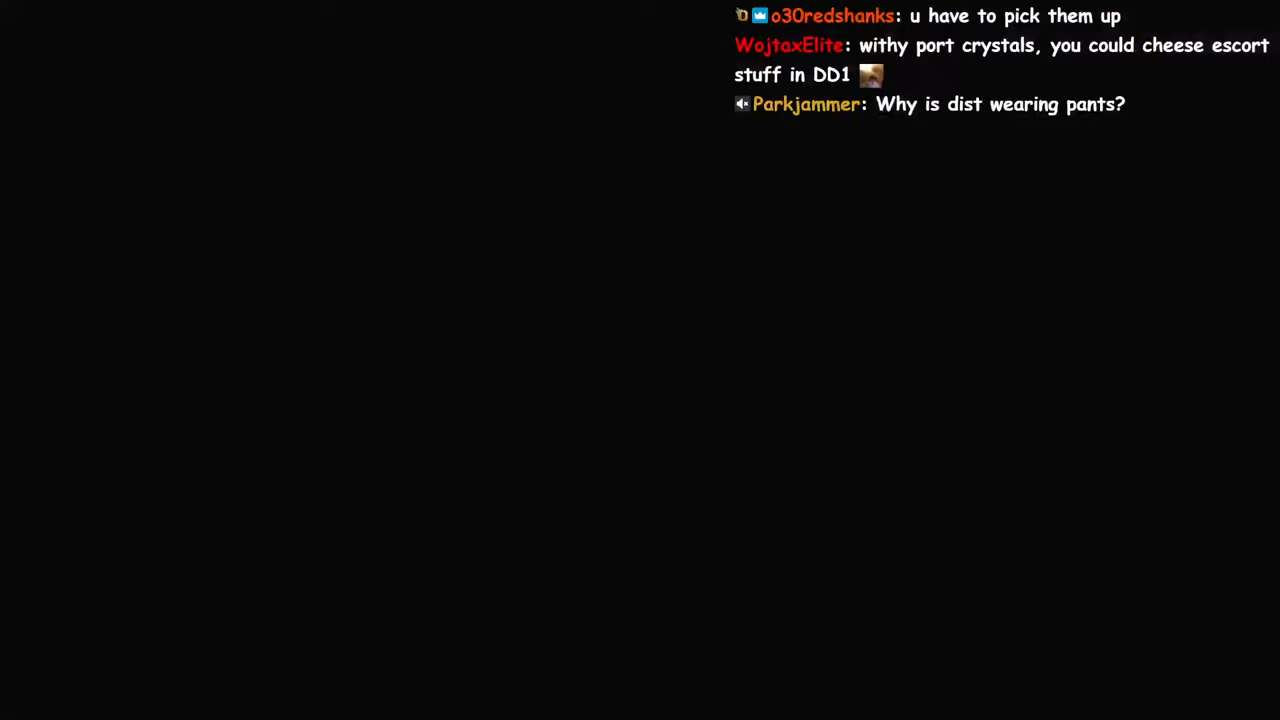 o30redshanks: u have to pick them up
WojtaxElite: withy port crystals, you could cheese escort
stuff in DD1
Parkjammer: Why is dist wearing pants?